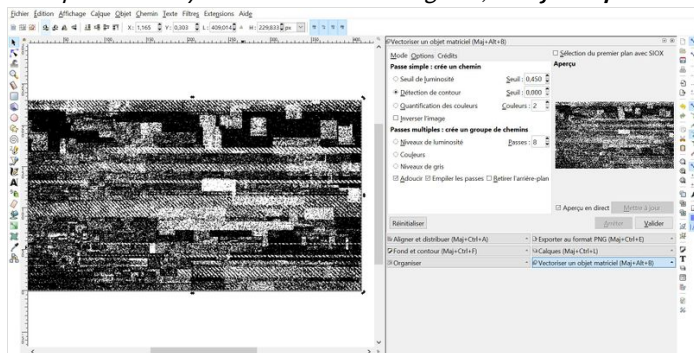 Fichier Édition Affichage Calque Objet Chemin Texte Filtres Extensions Aide
X: 1,165 Y: 0,303 L: 409,014 H: 229,833 px
Vectoriser un objet matriciel (Maj+Alt+B)
Mode Options Crédits
Sélection du premier plan avec SIOX
Passe simple : crée un chemin
Aperçu
Seuil de luminosité Seuil : 0,450
Détection de contour Seuil : 0,000
Quantification des couleurs Couleurs : 2
Inverser l'image
Passes multiples : crée un groupe de chemins
Niveaux de luminosité Passes : 8
Couleurs
Niveaux de gris
Adoucir Empiler les passes Retirer l'arrière-plan
Aperçu en direct Mettre à jour
Réinitialiser Arrêter Valider
Aligner et distribuer (Maj+Ctrl+A) Exporter au format PNG (Maj+Ctrl+E)
Fond et contour (Maj+Ctrl+F) Calques (Maj+Ctrl+L)
Organiser Vectoriser un objet matriciel (Maj+Alt+B)